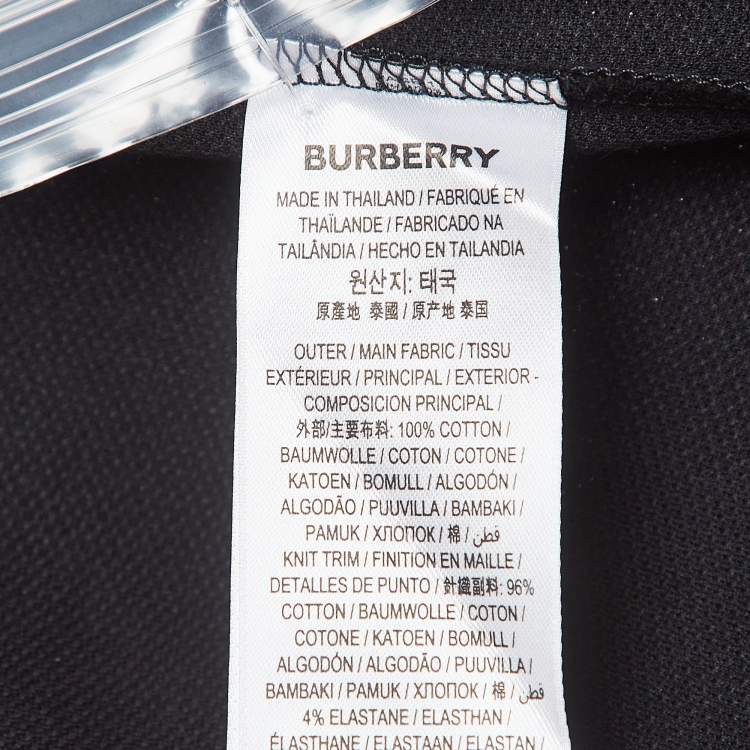 BURBERRY
MADE IN THAILAND / FABRIQUÉ EN
THAÏLANDE / FABRICADO NA
TAILÂNDIA / HECHO EN TAILANDIA
원산지: 태국
原產地 泰國 / 原产地 泰国
OUTER / MAIN FABRIC / TISSU
EXTÉRIEUR / PRINCIPAL / EXTERIOR -
COMPOSICION PRINCIPAL /
外部/主要布料: 100% COTTON /
BAUMWOLLE / COTON / COTONE /
KATOEN / BOMULL / ALGODÓN /
ALGODÃO / PUUVILLA / BAMBAKI /
PAMUK / ХЛОПОК / 棉 / قطن
KNIT TRIM / FINITION EN MAILLE /
DETALLES DE PUNTO / 針織副料: 96%
COTTON / BAUMWOLLE / COTON /
COTONE / KATOEN / BOMULL /
ALGODÓN / ALGODÃO / PUUVILLA /
BAMBAKI / PAMUK / ХЛОПОК / 棉 / قطن
4% ELASTANE / ELASTHAN /
ÉLASTHANE / ELASTAAN / ELASTAN /